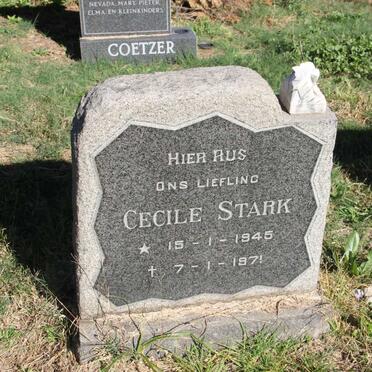 NEVADA, MARY, PIETER,
ELMA EN KLEINKINDERS
COETZER
HIER RUS
ONS LIEFLING
CECILE STARK
★ 15 - 1 - 1945
✝ 7 - 1 - 1971